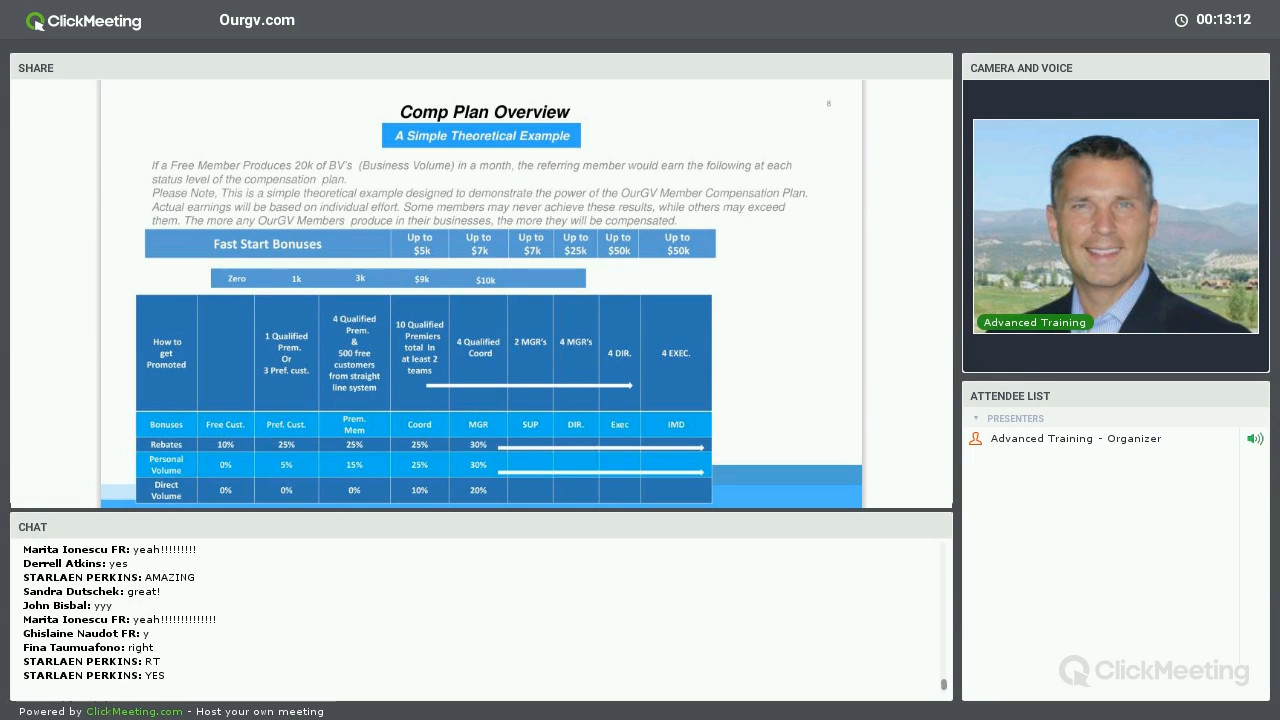 ClickMeeting
Ourgv.com
00:13:12
SHARE
8
Comp Plan Overview
A Simple Theoretical Example
If a Free Member Produces 20k of BV's (Business Volume) in a month, the referring member would earn the following at each
status level of the compensation plan.
Please Note, This is a simple theoretical example designed to demonstrate the power of the OurGV Member Compensation Plan.
Actual earnings will be based on individual effort. Some members may never achieve these results, while others may exceed
them. The more any OurGV Members produce in their businesses, the more they will be compensated.
Fast Start Bonuses
Up to
$5k
Up to
$7k
Up to
$7k
Up to
$25k
Up to
$50k
Up to
$50k
Zero 1k 3k $9k $10k
How to
get
Promoted
1 Qualified
Prem.
Or
3 Pref. cust.
4 Qualified
Prem.
&
500 free
customers
from straight
line system
10 Qualified
Premiers
total In
at least 2
teams
4 Qualified
Coord
2 MGR's
4 MGR's
4 DIR.
4 EXEC.
Bonuses Free Cust. Pref. Cust. Prem.
Mem Coord MGR SUP DIR. Exec IMD
Rebates 10% 25% 25% 25% 30%
Personal
Volume 0% 5% 15% 25% 30%
Direct
Volume 0% 0% 0% 10% 20%
CAMERA AND VOICE
Advanced Training
ATTENDEE LIST
PRESENTERS
Advanced Training - Organizer
ClickMeeting
CHAT
Marita Ionescu FR: yeah!!!!!!!!!
Derrell Atkins: yes
STARLAEN PERKINS: AMAZING
Sandra Dutschek: great!
John Bisbal: yyy
Marita Ionescu FR: yeah!!!!!!!!!!!!!!
Ghislaine Naudot FR: y
Fina Taumuafono: right
STARLAEN PERKINS: RT
STARLAEN PERKINS: YES
Powered by ClickMeeting.com - Host your own meeting